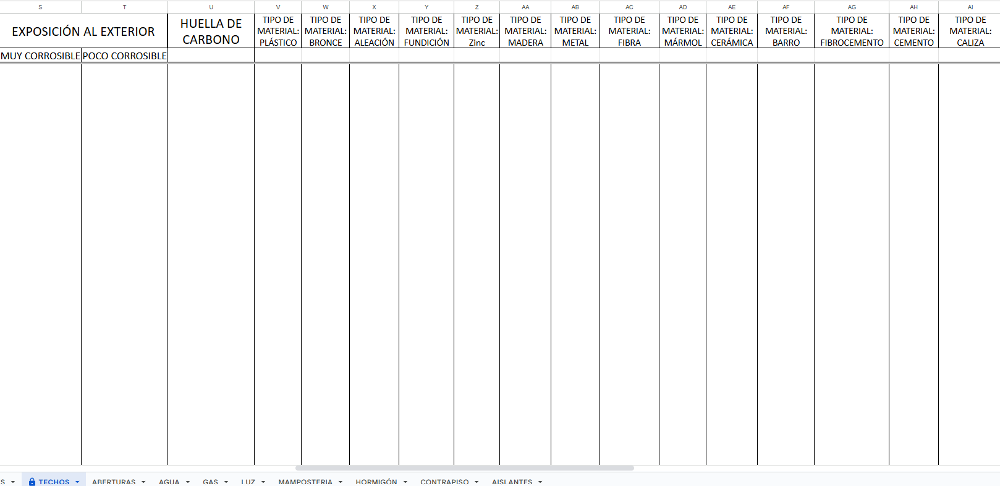 S T U V W X Y Z AA AB AC AD AE AF AG AH AI
EXPOSICIÓN AL EXTERIOR
HUELLA DE
CARBONO
TIPO DE
MATERIAL:
PLÁSTICO
TIPO DE
MATERIAL:
BRONCE
TIPO DE
MATERIAL:
ALEACIÓN
TIPO DE
MATERIAL:
FUNDICIÓN
TIPO DE
MATERIAL:
Zinc
TIPO DE
MATERIAL:
MADERA
TIPO DE
MATERIAL:
METAL
TIPO DE
MATERIAL:
FIBRA
TIPO DE
MATERIAL:
MÁRMOL
TIPO DE
MATERIAL:
CERÁMICA
TIPO DE
MATERIAL:
BARRO
TIPO DE
MATERIAL:
FIBROCEMENTO
TIPO DE
MATERIAL:
CEMENTO
TIPO DE
MATERIAL:
CALIZA
MUY CORROSIBLE POCO CORROSIBLE
S TECHOS ABERTURAS AGUA GAS LUZ MAMPOSTERIA HORMIGÓN CONTRAPISO AISLANTES